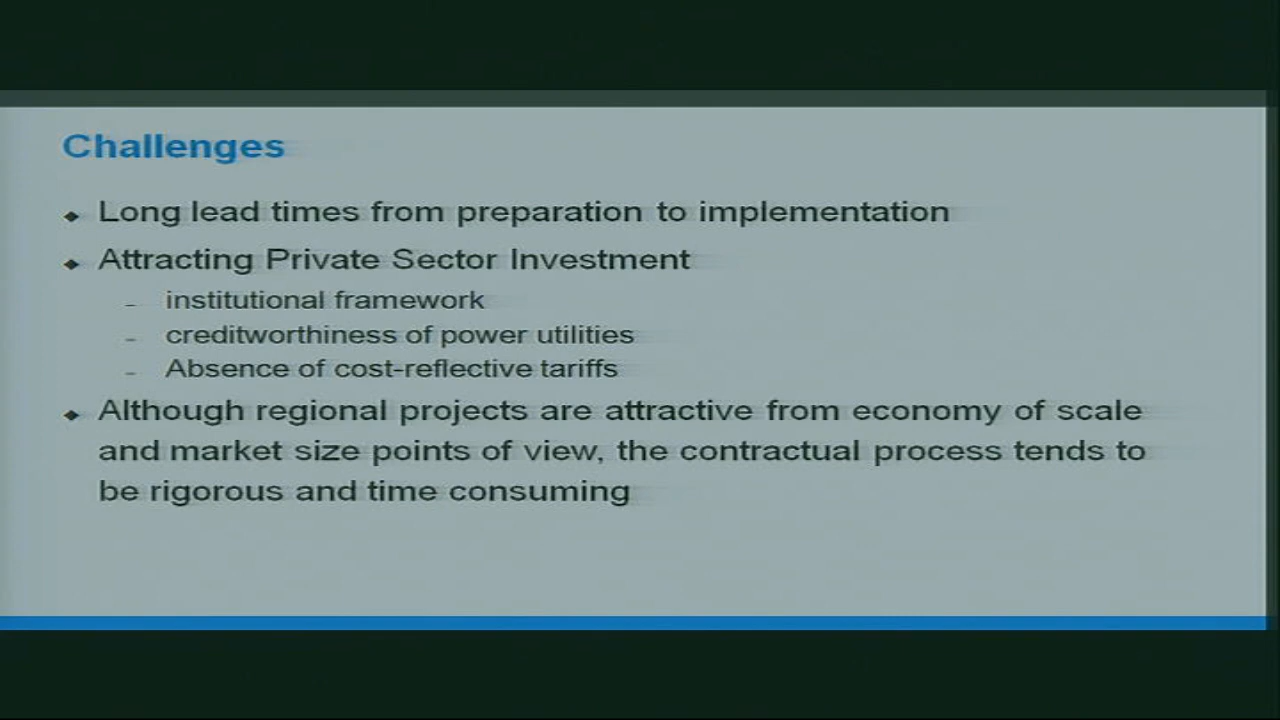 Challenges
Long lead times from preparation to implementation
Attracting Private Sector Investment
- institutional framework
- creditworthiness of power utilities
- Absence of cost-reflective tariffs
Although regional projects are attractive from economy of scale
and market size points of view, the contractual process tends to
be rigorous and time consuming